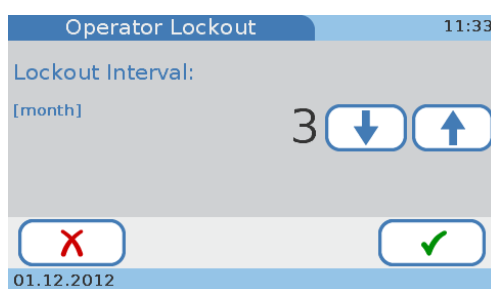 Operator Lockout 11:33
Lockout Interval:
[month]
3
01.12.2012